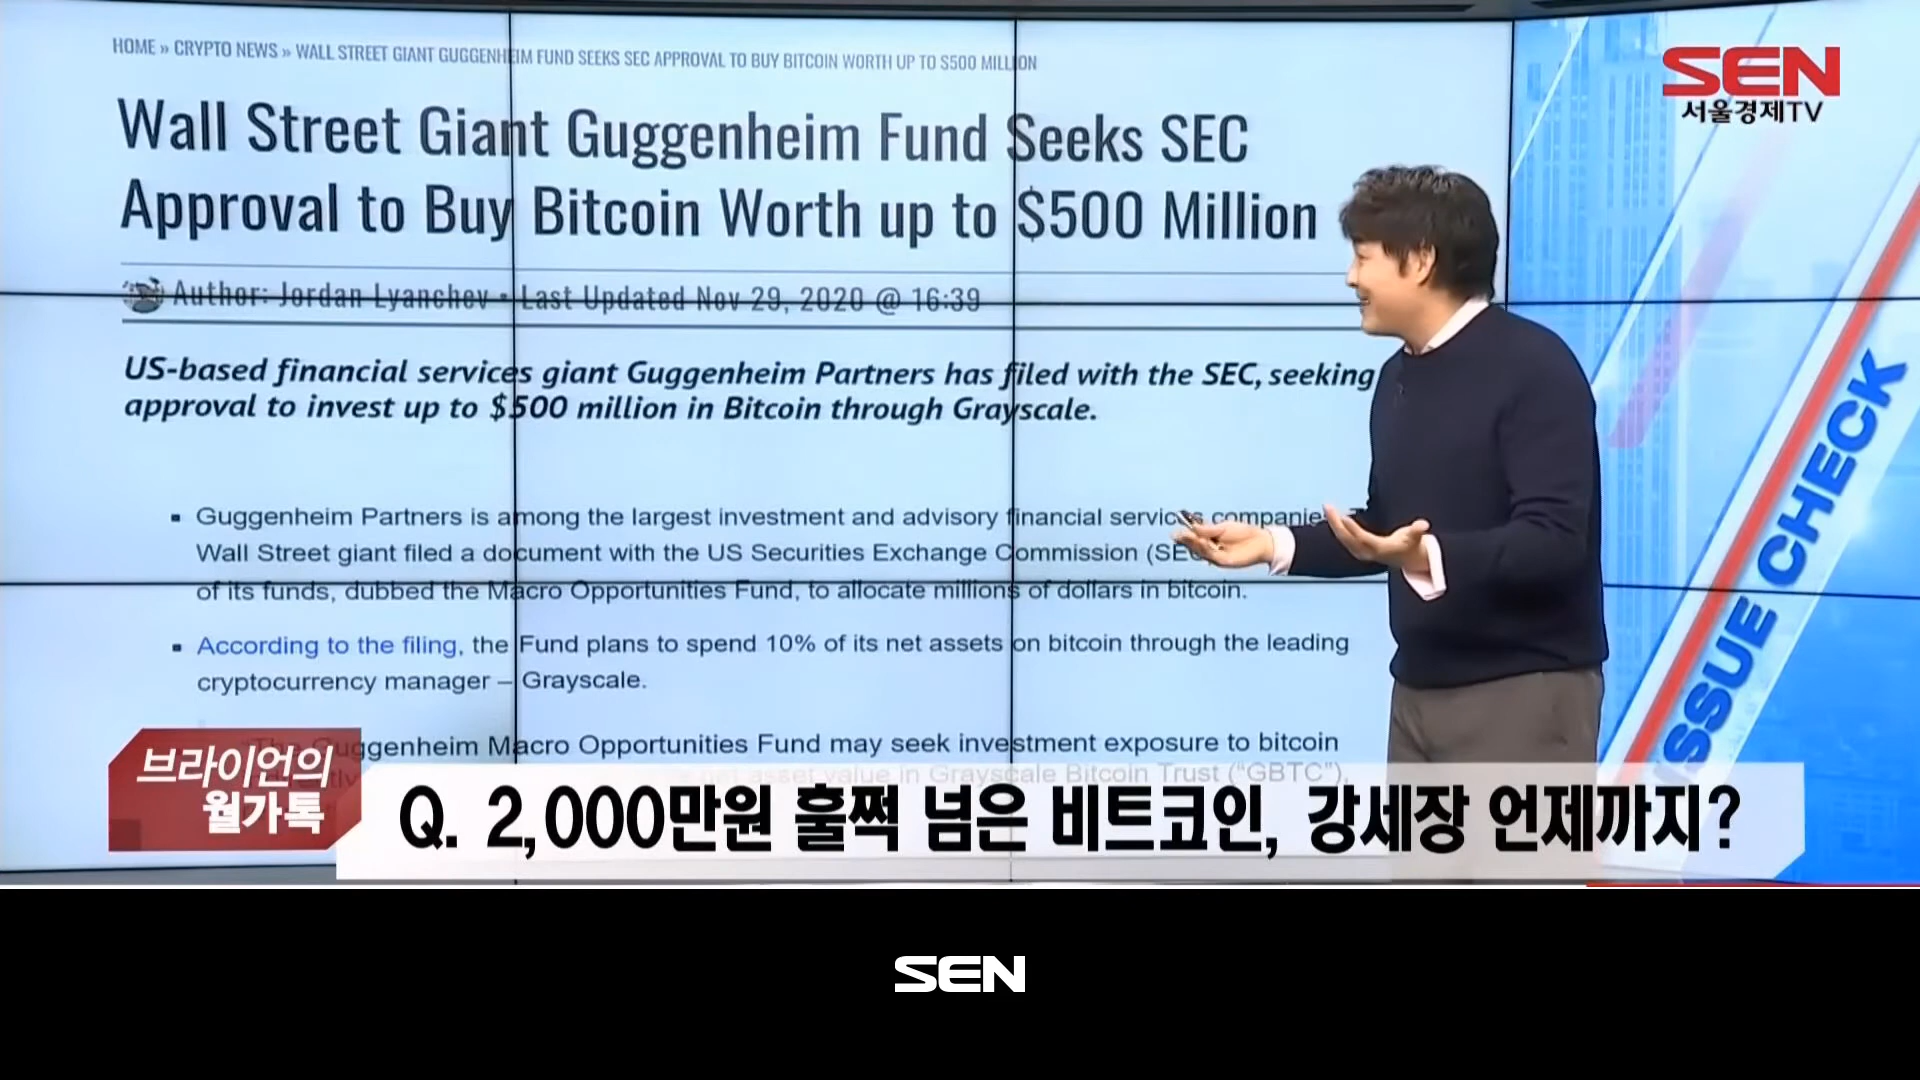 HOME » CRYPTO NEWS » WALL STREET GIANT GUGGENHEIM FUND SEEKS SEC APPROVAL TO BUY BITCOIN WORTH UP TO $500 MILLION
SEN
서울경제TV
Wall Street Giant Guggenheim Fund Seeks SEC
Approval to Buy Bitcoin Worth up to $500 Million
Author: Jordan Lyanchev • Last Updated Nov 29, 2020 @ 16:39
US-based financial services giant Guggenheim Partners has filed with the SEC, seeking
approval to invest up to $500 million in Bitcoin through Grayscale.
▪ Guggenheim Partners is among the largest investment and advisory financial services companies
Wall Street giant filed a document with the US Securities Exchange Commission (SEC
of its funds, dubbed the Macro Opportunities Fund, to allocate millions of dollars in bitcoin.
▪ According to the filing, the Fund plans to spend 10% of its net assets on bitcoin through the leading
cryptocurrency manager – Grayscale.
"The Guggenheim Macro Opportunities Fund may seek investment exposure to bitcoin
net asset value in Grayscale Bitcoin Trust ("GBTC"),
ISSUE CHECK
브라이언의
월가톡
Q. 2,000만원 훌쩍 넘은 비트코인, 강세장 언제까지?
SEN